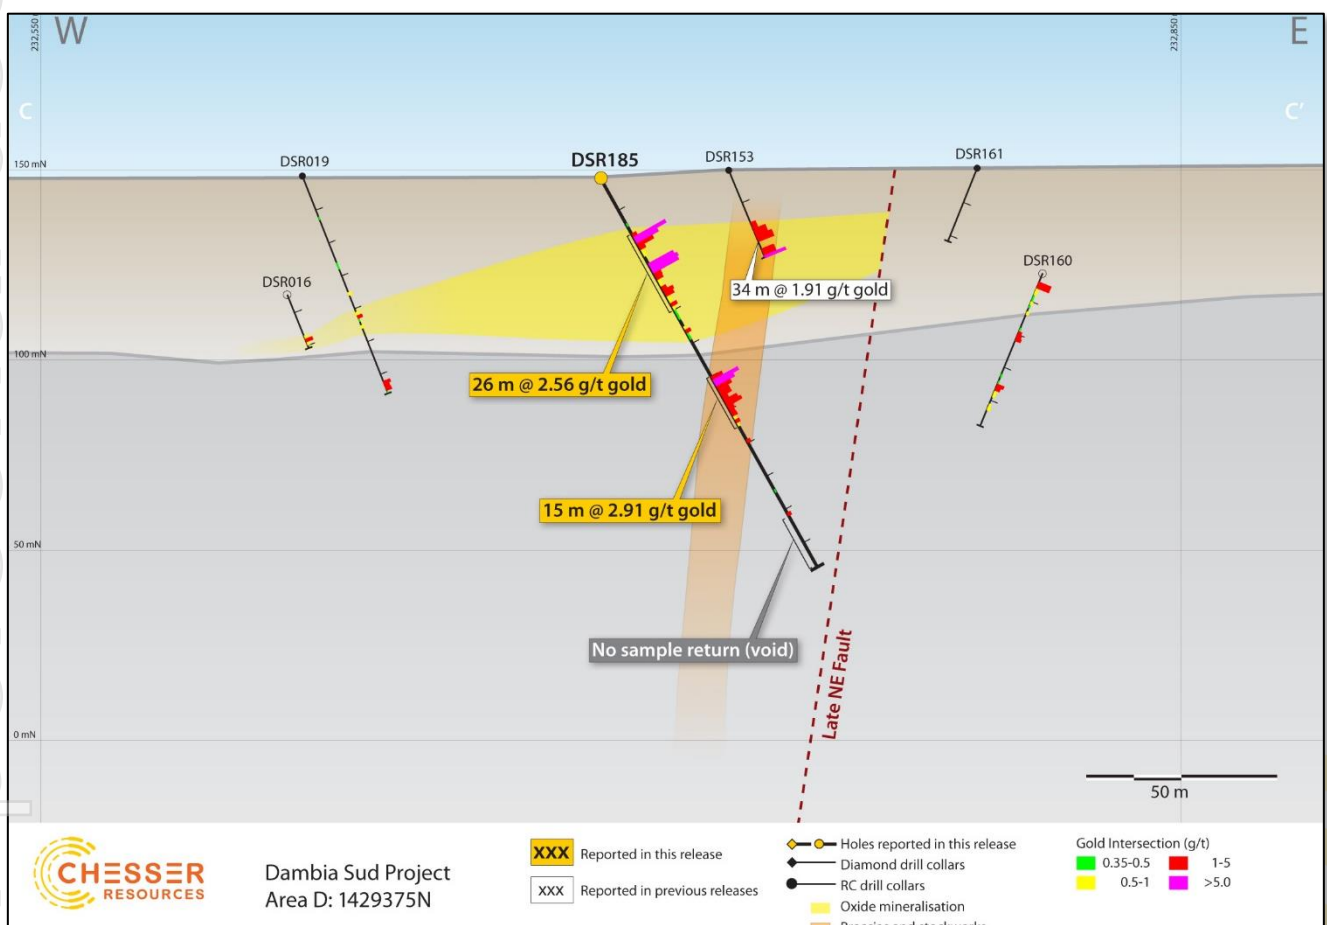 232,550
W
232,850
E
C
C'
150 mN
DSR019
DSR185
DSR153
DSR161
DSR016
DSR160
34 m @ 1.91 g/t gold
100 mN
26 m @ 2.56 g/t gold
15 m @ 2.91 g/t gold
50 mN
No sample return (void)
Late NE Fault
0 mN
50 m
CHESSER
RESOURCES
Dambia Sud Project
Area D: 1429375N
XXX Reported in this release
XXX Reported in previous releases
Holes reported in this release
Diamond drill collars
RC drill collars
Oxide mineralisation
Gold Intersection (g/t)
0.35-0.5 1-5
0.5-1 >5.0